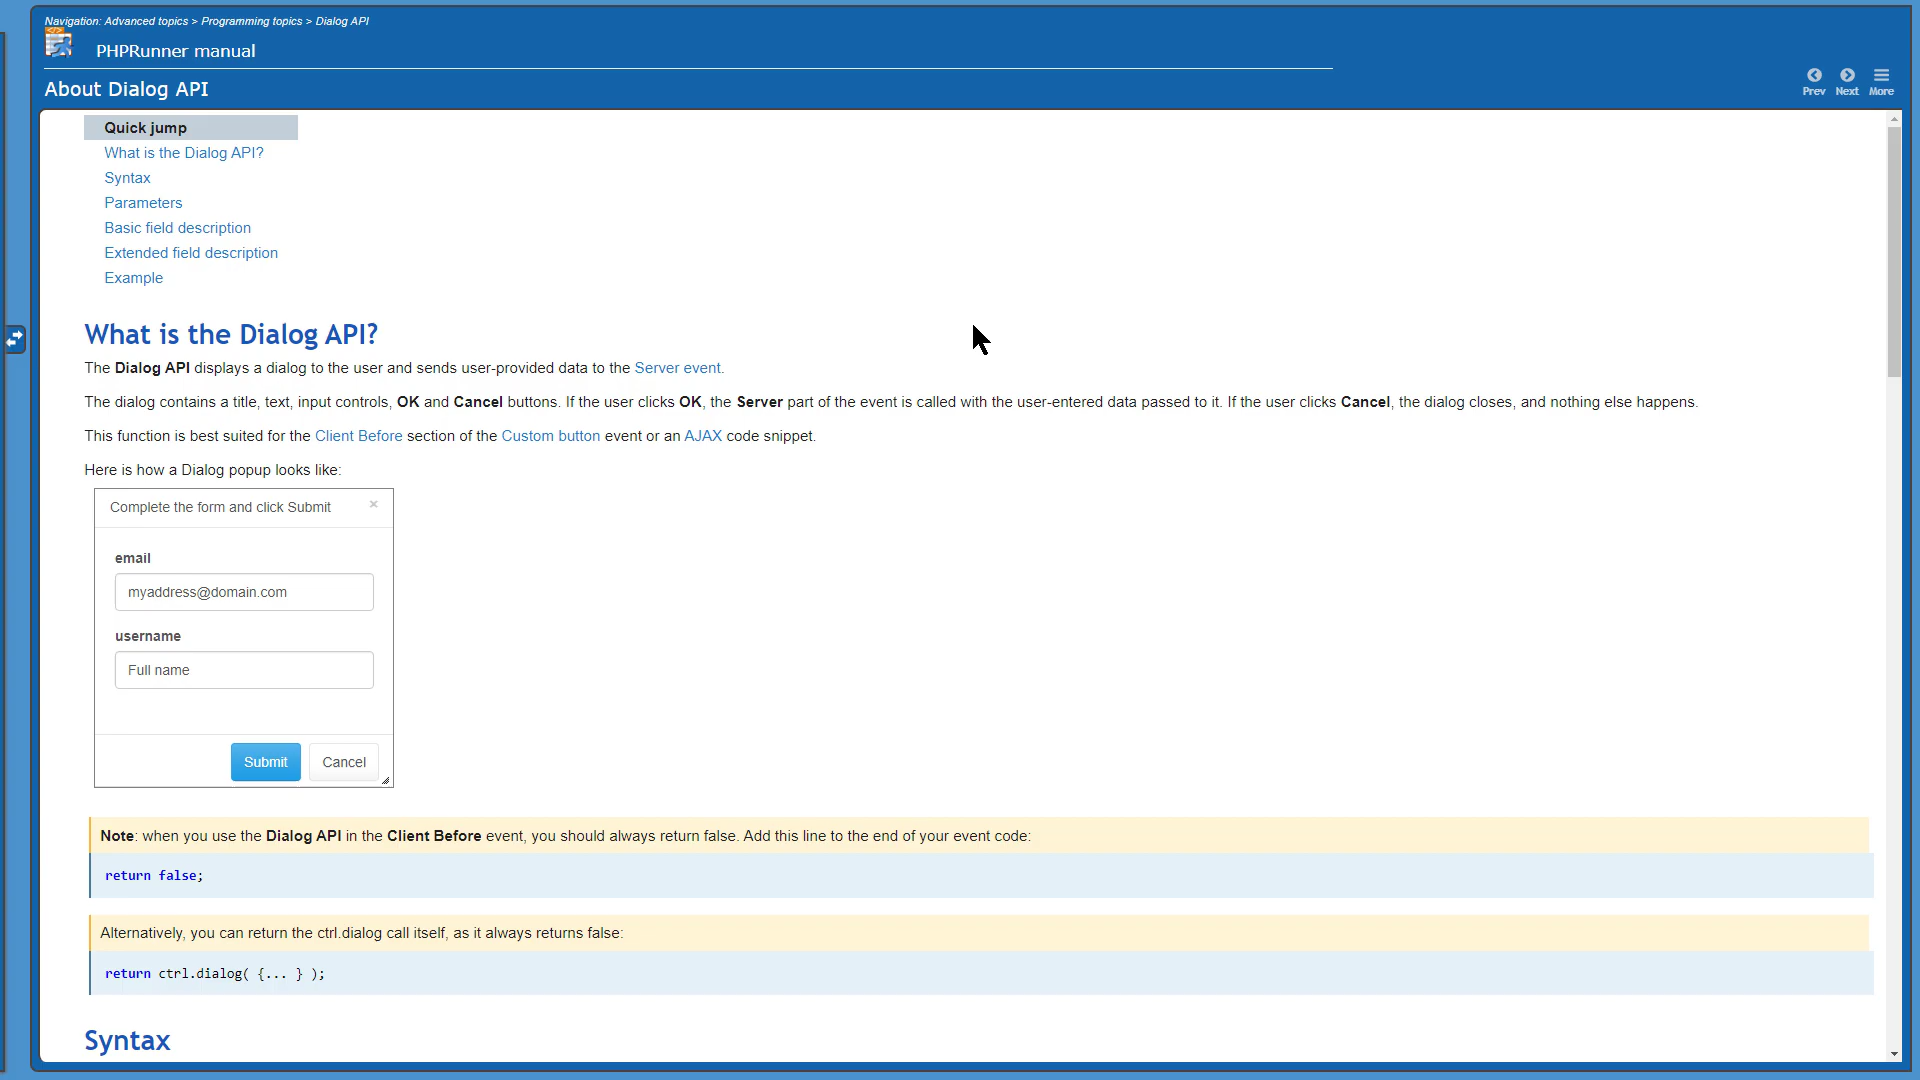 Navigation: Advanced topics > Programming topics > Dialog API
PHPRunner manual
About Dialog API
Prev Next More
Quick jump
What is the Dialog API?
Syntax
Parameters
Basic field description
Extended field description
Example
What is the Dialog API?
The Dialog API displays a dialog to the user and sends user-provided data to the Server event.
The dialog contains a title, text, input controls, OK and Cancel buttons. If the user clicks OK, the Server part of the event is called with the user-entered data passed to it. If the user clicks Cancel, the dialog closes, and nothing else happens.
This function is best suited for the Client Before section of the Custom button event or an AJAX code snippet.
Here is how a Dialog popup looks like:
Complete the form and click Submit ×
email
myaddress@domain.com
username
Full name
Submit Cancel
Note: when you use the Dialog API in the Client Before event, you should always return false. Add this line to the end of your event code:
return false;
Alternatively, you can return the ctrl.dialog call itself, as it always returns false:
return ctrl.dialog( {... } );
Syntax